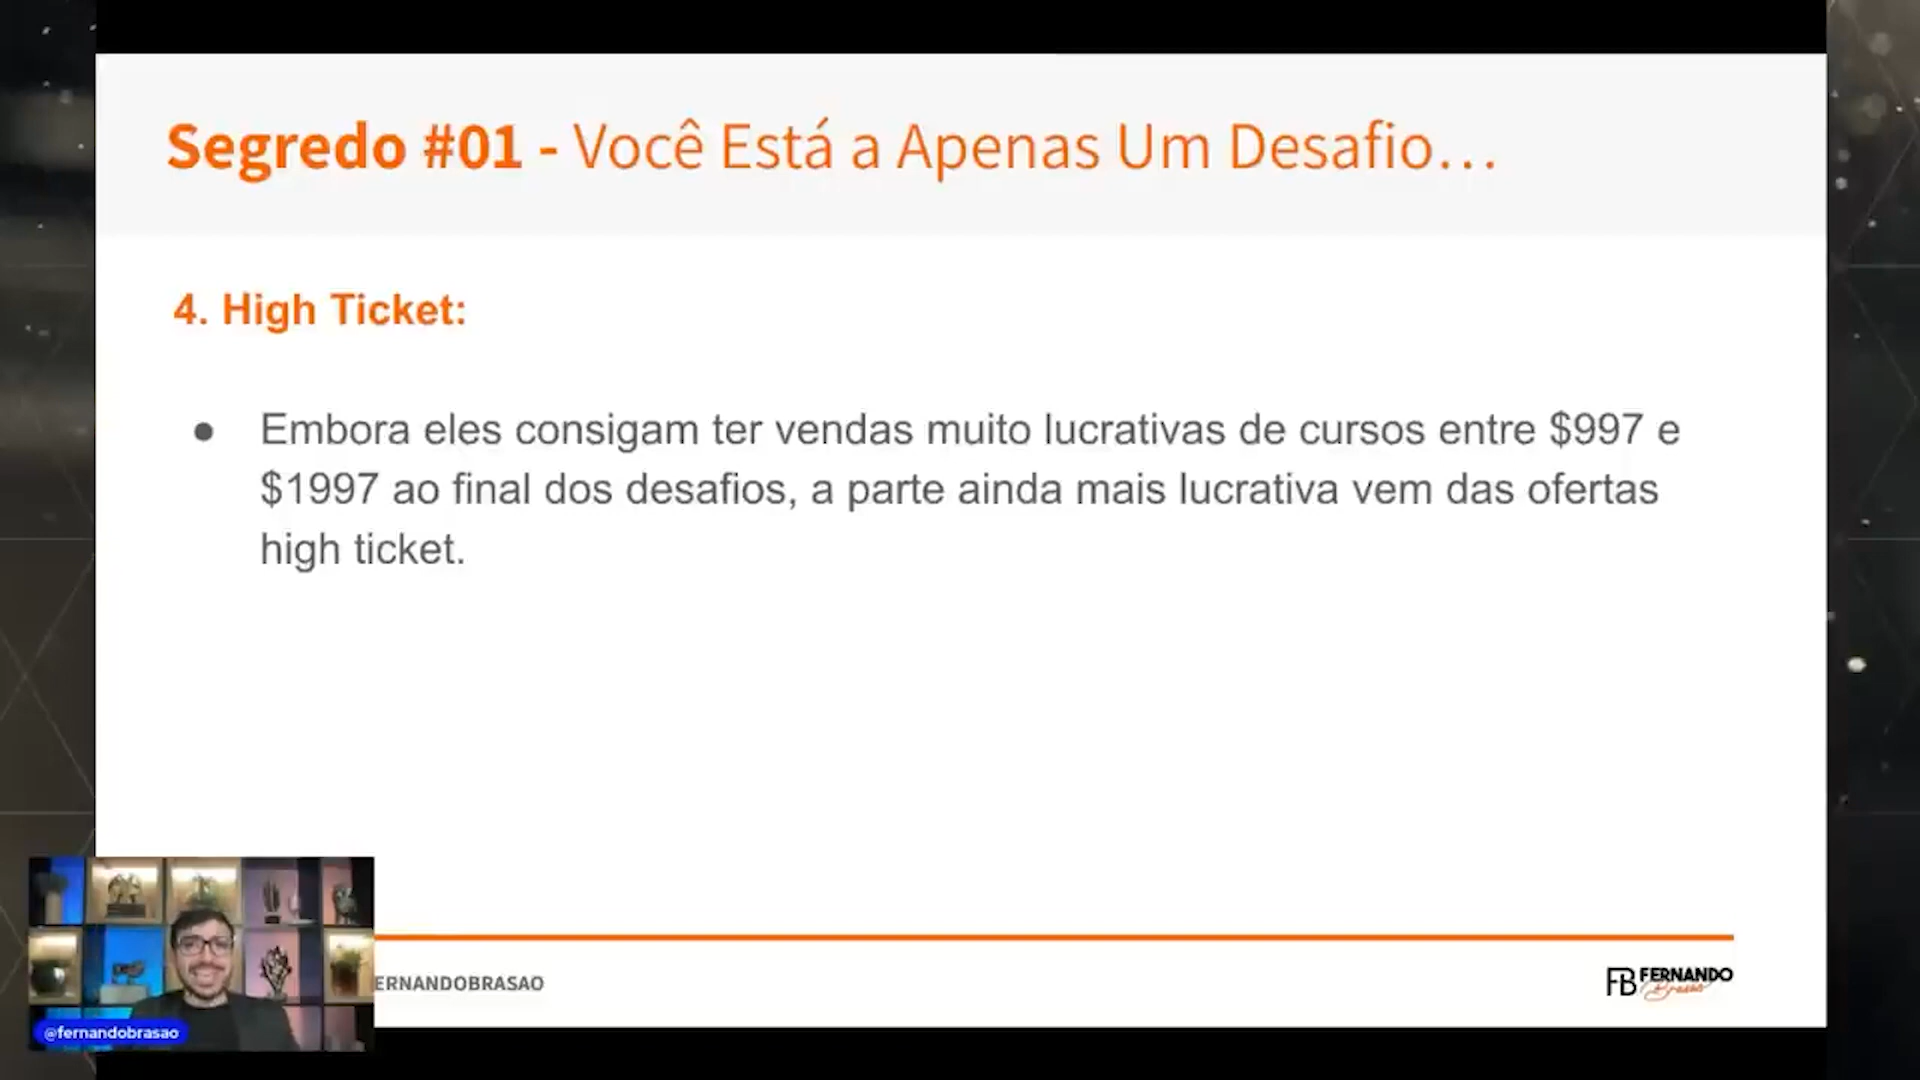 Segredo #01 - Você Está a Apenas Um Desafio...
4. High Ticket:
● Embora eles consigam ter vendas muito lucrativas de cursos entre $997 e
$1997 ao final dos desafios, a parte ainda mais lucrativa vem das ofertas
high ticket.
ERNANDOBRASAO
FB FERNANDO
Brasao
@fernandobrasao